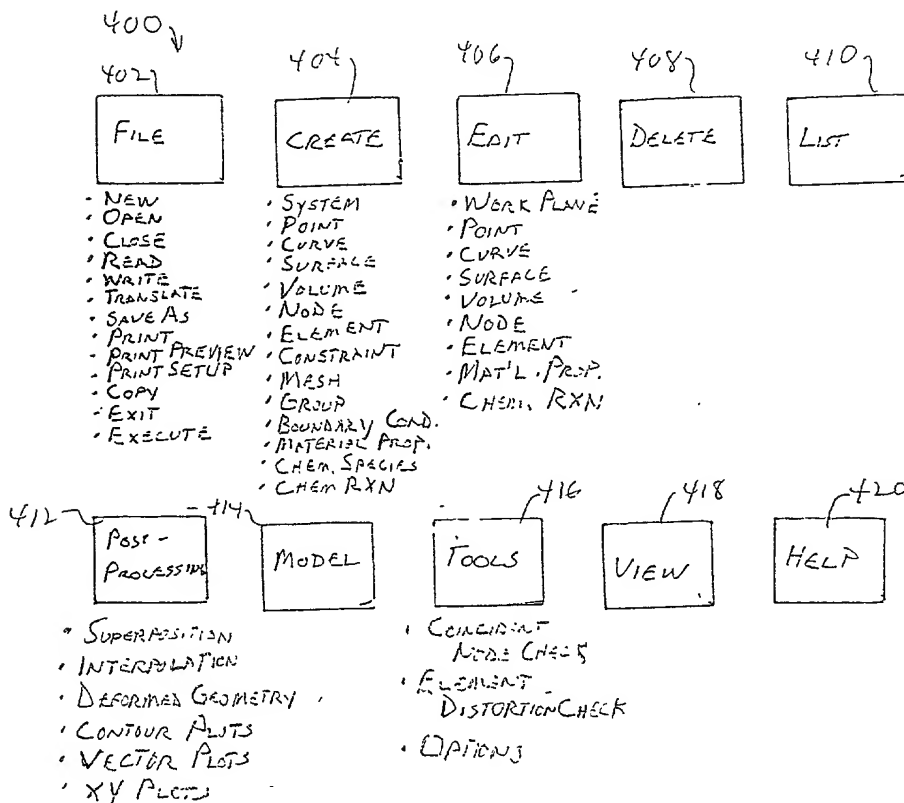 400
402
404
406
408
410
FILE
CREATE
EDIT
DELETE
LIST
· NEW
· OPEN
· CLOSE
· READ
· WRITE
· TRANSLATE
· SAVE AS
· PRINT
· PRINT PREVIEW
· PRINT SETUP
· COPY
· EXIT
· EXECUTE
· SYSTEM
· POINT
· CURVE
· SURFACE
· VOLUME
· NODE
· ELEMENT
· CONSTRAINT
· MESH
· GROUP
· BOUNDARY COND.
· MATERIAL PROP.
· CHEM. SPECIES
· CHEM RXN
· WORK PLANE
· POINT
· CURVE
· SURFACE
· VOLUME
· NODE
· ELEMENT
· MAT'L. PROP.
· CHEM. RXN
412
414
416
418
420
POST-
PROCESSING
MODEL
TOOLS
VIEW
HELP
· SUPERPOSITION
· INTERPOLATION
· DEFORMED GEOMETRY
· CONTOUR PLOTS
· VECTOR PLOTS
· XY PLOTS
· COINCIDENT
NODE CHECK
· ELEMENT
DISTORTION CHECK
· OPTIONS